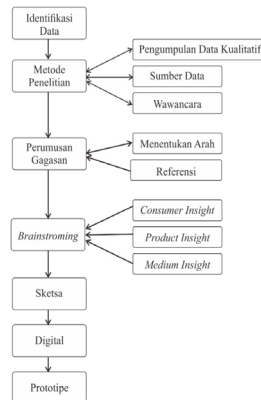 Identifikasi
Data
Metode
Penelitian
Pengumpulan Data Kualitatif
Sumber Data
Wawancara
Perumusan
Gagasan
Menentukan Arah
Referensi
Brainstroming
Consumer Insight
Product Insight
Medium Insight
Sketsa
Digital
Prototipe